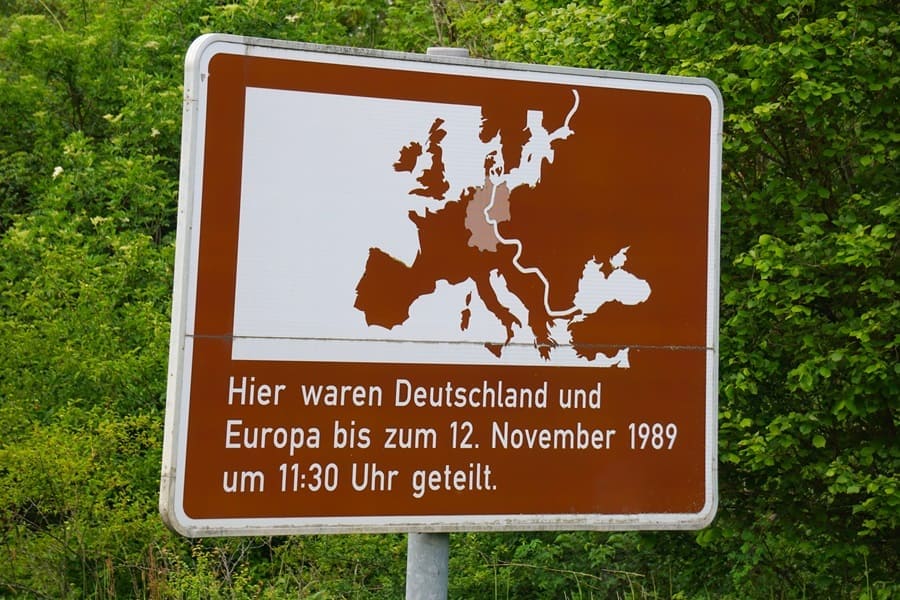 Hier waren Deutschland und
Europa bis zum 12. November 1989
um 11:30 Uhr geteilt.